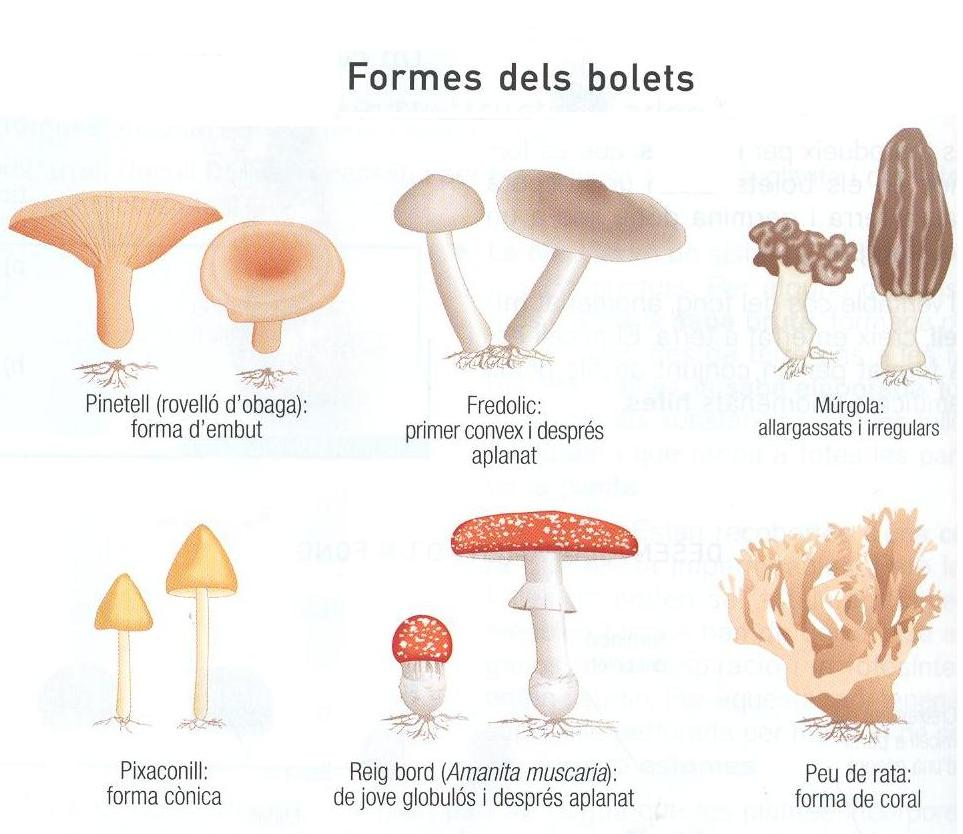 Formes dels bolets
Pinetell (rovelló d'obaga):
forma d'embut
Fredolic:
primer convex i després
aplanat
Múrgola:
allargassats i irregulars
Pixaconill:
forma cònica
Reig bord (Amanita muscaria):
de jove globulós i després aplanat
Peu de rata:
forma de coral